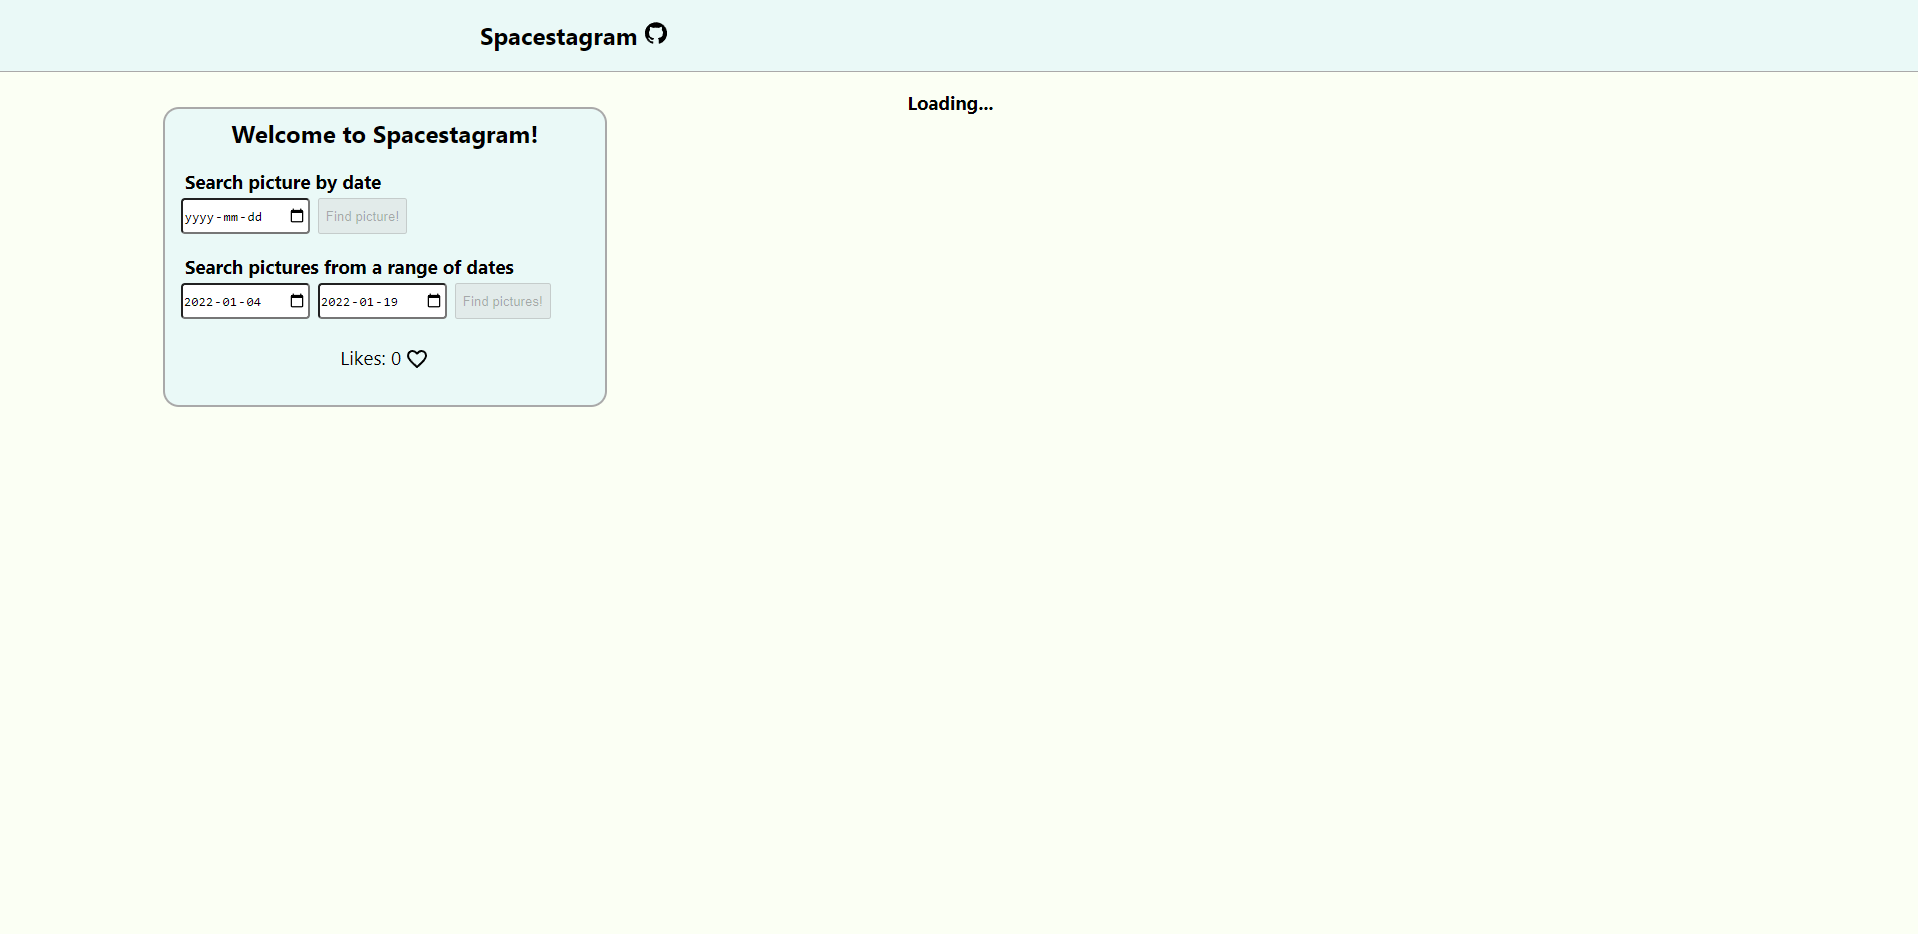 Spacestagram
Loading...
Welcome to Spacestagram!
Search picture by date
yyyy-mm-dd Find picture!
Search pictures from a range of dates
2022-01-04 2022-01-19 Find pictures!
Likes: 0